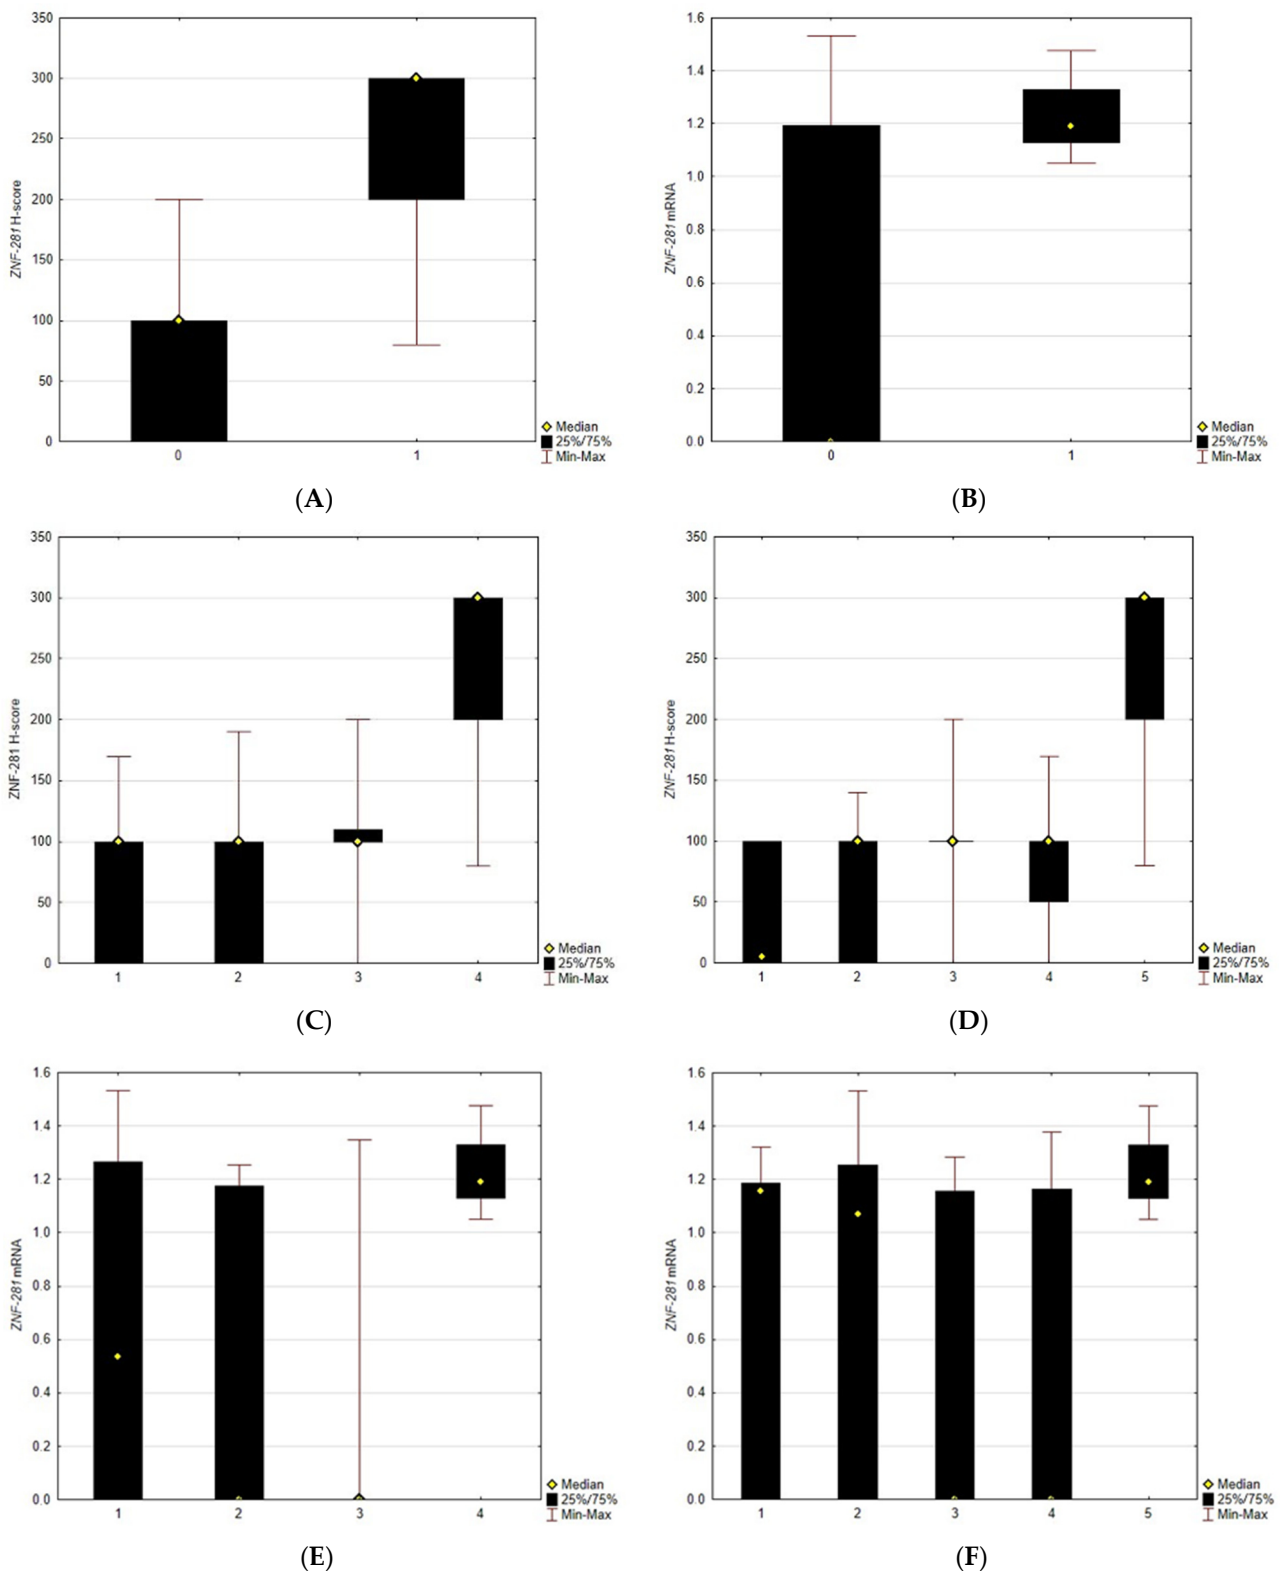 350
300
250
200
150
100
50
0
ZNF-281 H-score
0 1
Median
25%/75%
Min-Max
(A)
1.6
1.4
1.2
1.0
0.8
0.6
0.4
0.2
0.0
ZNF-281 mRNA
0 1
Median
25%/75%
Min-Max
(B)
350
300
250
200
150
100
50
0
ZNF-281 H-score
1 2 3 4
Median
25%/75%
Min-Max
(C)
350
300
250
200
150
100
50
0
ZNF-281 H-score
1 2 3 4 5
Median
25%/75%
Min-Max
(D)
1.6
1.4
1.2
1.0
0.8
0.6
0.4
0.2
0.0
ZNF-281 mRNA
1 2 3 4
Median
25%/75%
Min-Max
(E)
1.6
1.4
1.2
1.0
0.8
0.6
0.4
0.2
0.0
ZNF-281 mRNA
1 2 3 4 5
Median
25%/75%
Min-Max
(F)